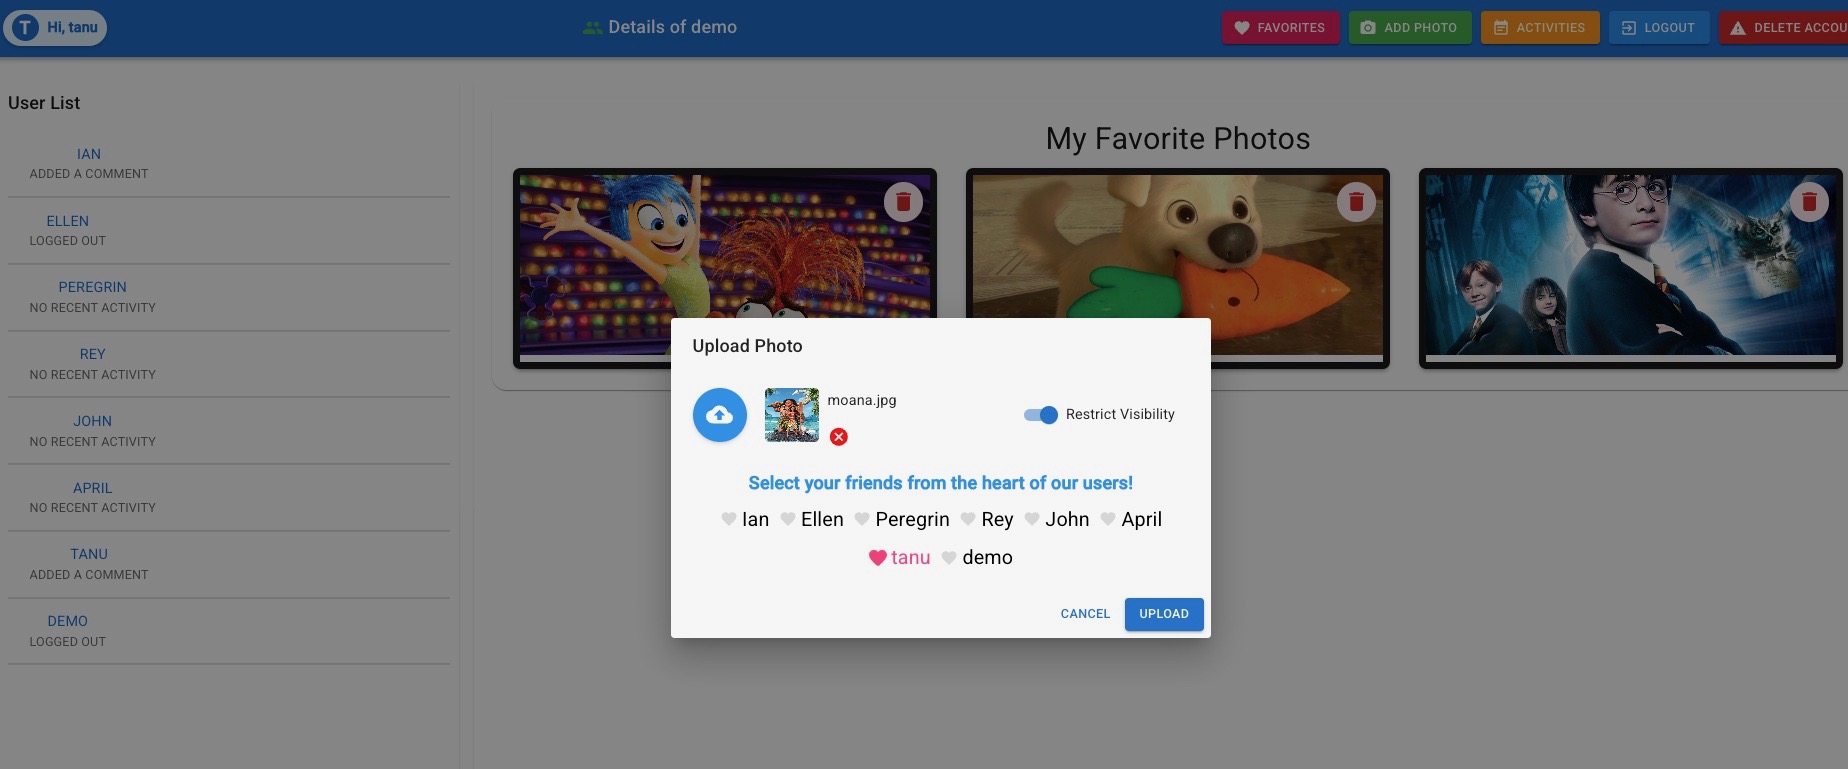 T Hi, tanu
Details of demo
FAVORITES
ADD PHOTO
ACTIVITIES
LOGOUT
DELETE ACCOU
User List
IAN
ADDED A COMMENT
ELLEN
LOGGED OUT
PEREGRIN
NO RECENT ACTIVITY
REY
NO RECENT ACTIVITY
JOHN
NO RECENT ACTIVITY
APRIL
NO RECENT ACTIVITY
TANU
ADDED A COMMENT
DEMO
LOGGED OUT
My Favorite Photos
Upload Photo
moana.jpg
Restrict Visibility
Select your friends from the heart of our users!
Ian Ellen Peregrin Rey John April
tanu demo
CANCEL UPLOAD